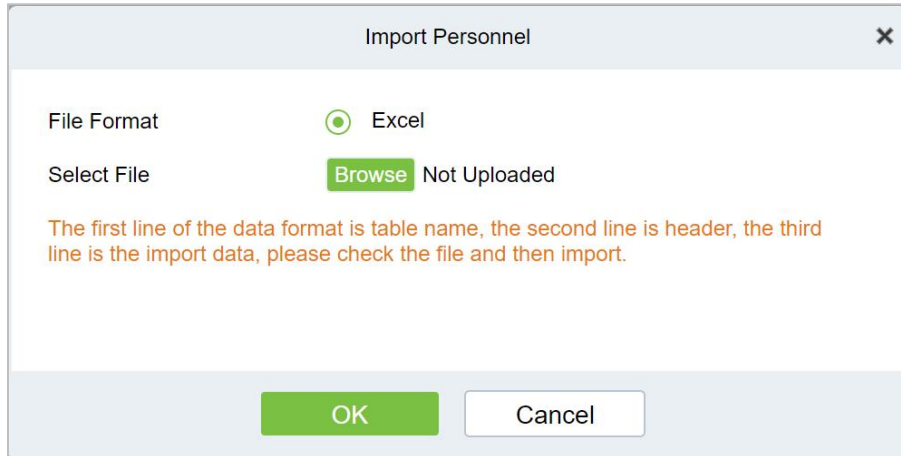 Import Personnel
File Format
Excel
Select File
Browse Not Uploaded
The first line of the data format is table name, the second line is header, the third
line is the import data, please check the file and then import.
OK
Cancel